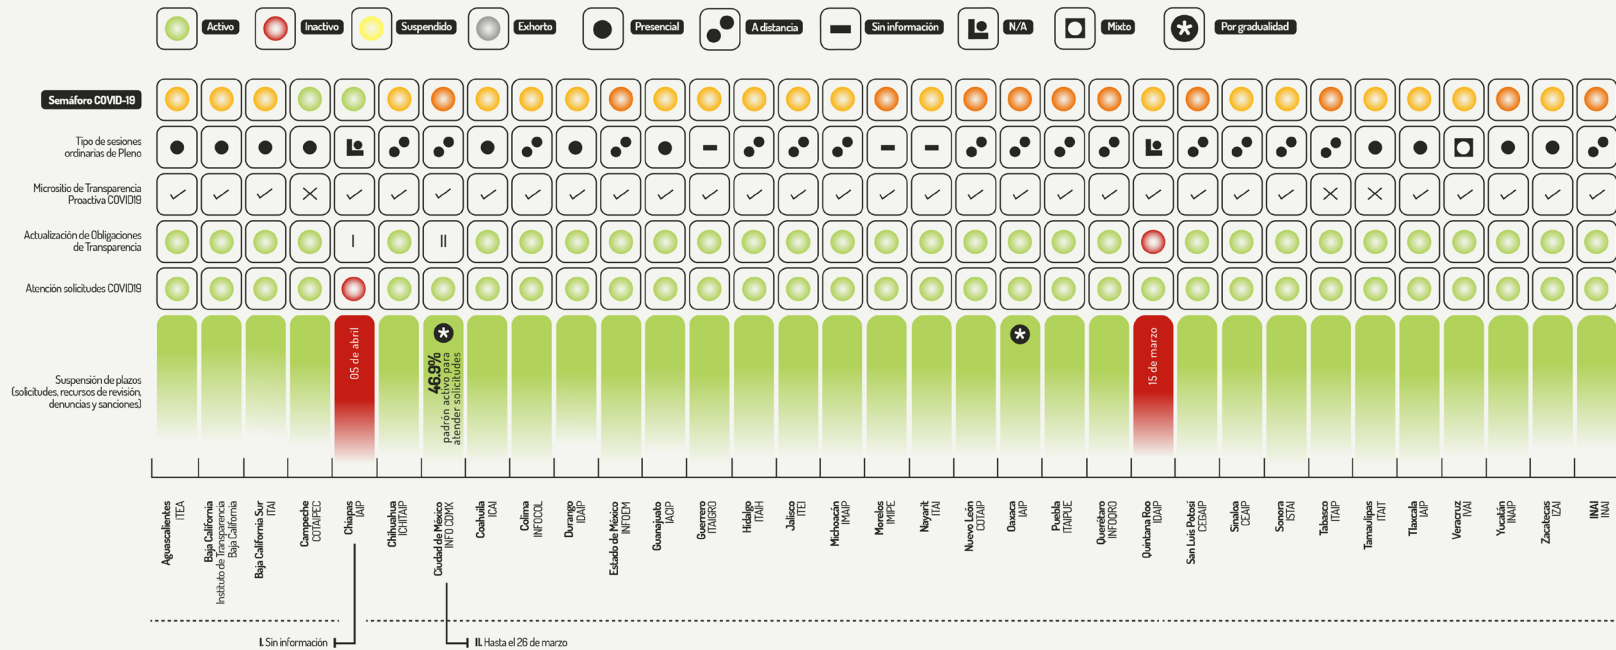 Activo
Inactivo
Suspendido
Exhorto
Presencial
A distancia
Sin información
N/A
Mixto
Por gradualidad
Semáforo COVID-19
Tipo de sesiones
ordinarias de Pleno
Micrositio de Transparencia
Proactiva COVID19
Actualización de Obligaciones
de Transparencia
I
II
Atención solicitudes COVID19
Suspensión de plazos
(solicitudes, recursos de revisión,
denuncias y sanciones)
05 de abril
46.9%
padrón activo para
atender solicitudes
15 de marzo
Aguascalientes
ITEA
Baja California
Instituto de Transparencia
Baja California
Baja California Sur
ITAI
Campeche
COTAIPEC
Chiapas
IAIP
Chihuahua
ICHITAIP
Ciudad de México
INFO CDMX
Coahuila
ICAI
Colima
INFOCOL
Durango
IDAIP
Estado de México
INFOEM
Guanajuato
IACIP
Guerrero
ITAIGRO
Hidalgo
ITAIH
Jalisco
ITEI
Michoacán
IMAIP
Morelos
IMIPE
Nayarit
ITAI
Nuevo León
COTAIP
Oaxaca
IAIP
Puebla
ITAIPUE
Querétaro
INFOQRO
Quintana Roo
IDAIP
San Luis Potosí
CEGAIP
Sinaloa
CEAIP
Sonora
ISTAI
Tabasco
ITAIP
Tamaulipas
ITAIT
Tlaxcala
IAIP
Veracruz
IVAI
Yucatán
INAIP
Zacatecas
IZAI
INAI
INAI
I. Sin información
II. Hasta el 26 de marzo